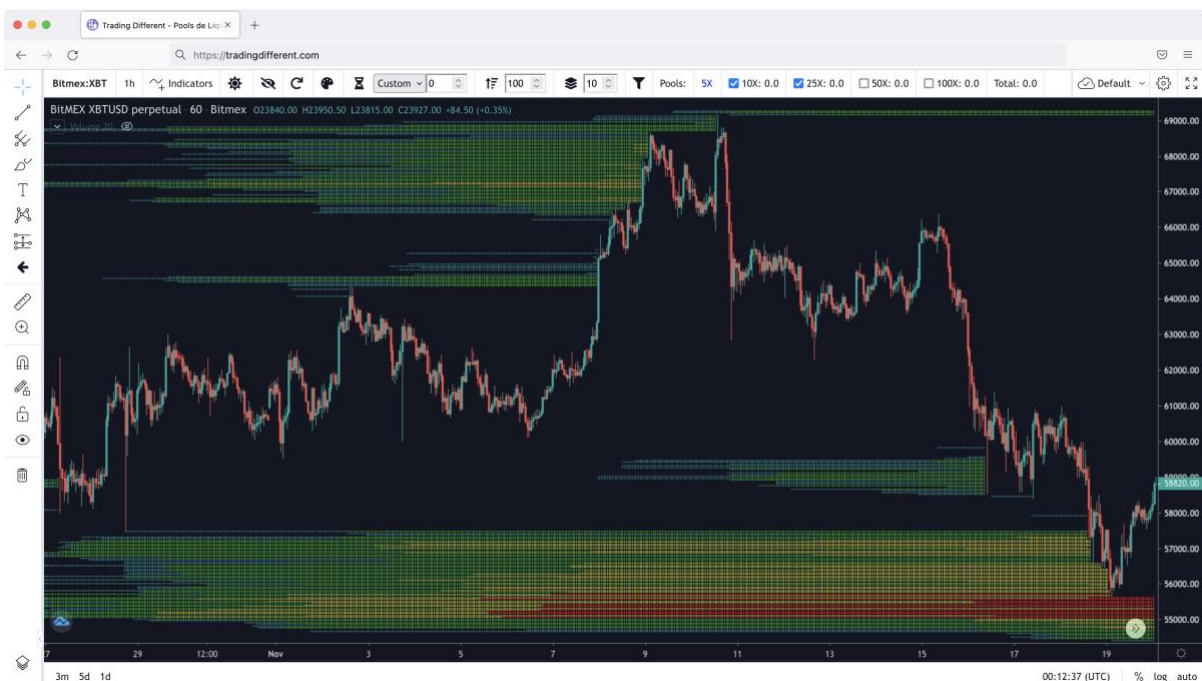 Trading Different - Pools de Liq
https://tradingdifferent.com
Bitmex:XBT 1h Indicators Custom 0 100 10 Pools: 5X 10X: 0.0 25X: 0.0 50X: 0.0 100X: 0.0 Total: 0.0 Default
BitMEX XBTUSD perpetual · 60 · Bitmex O23840.00 H23950.50 L23815.00 C23927.00 +84.50 (+0.35%)
Volume 20
69000.00
68000.00
67000.00
66000.00
65000.00
64000.00
63000.00
62000.00
61000.00
60000.00
58820.00
58000.00
57000.00
56000.00
55000.00
27 29 12:00 Nov 3 5 7 9 11 13 15 17 19
3m 5d 1d 00:12:37 (UTC) % log auto